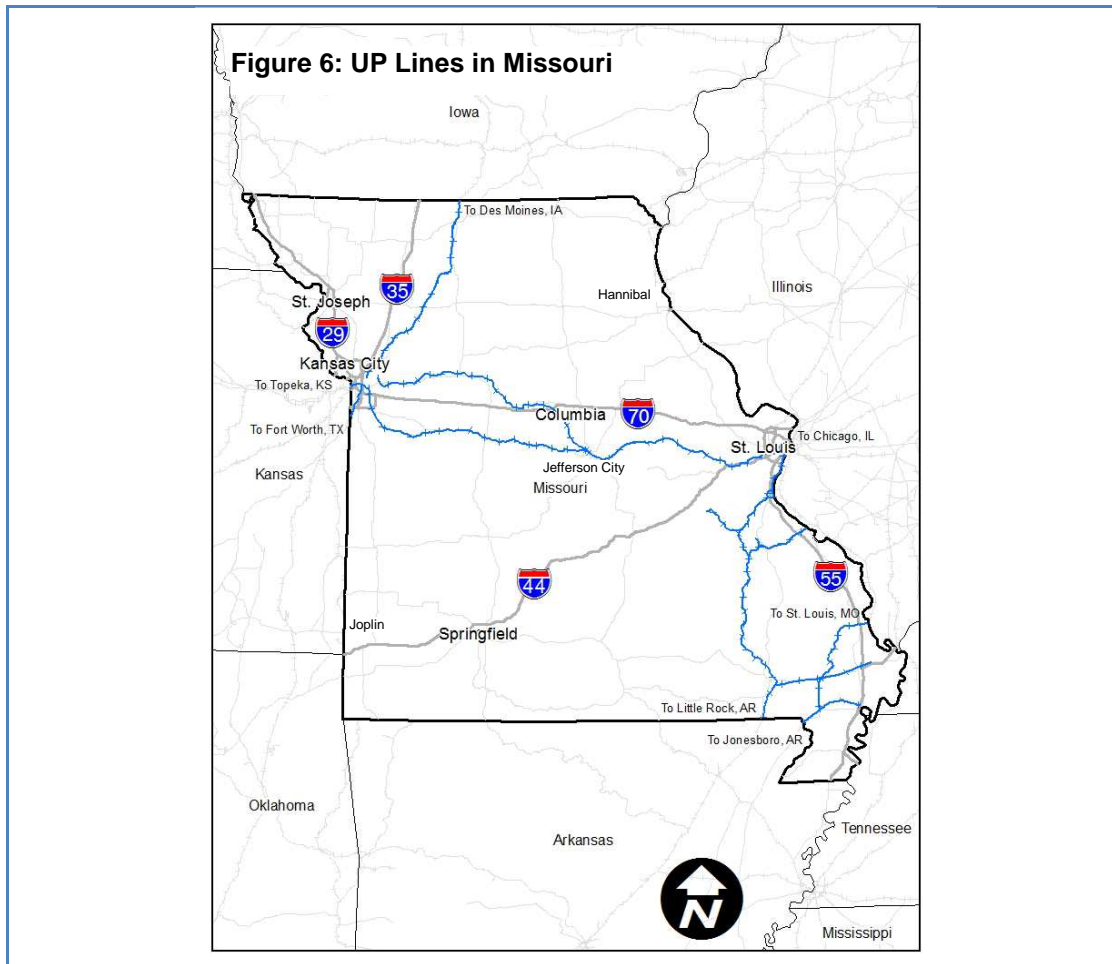 Figure 6: UP Lines in Missouri
Iowa
To Des Moines, IA
Illinois
Hannibal
35
St. Joseph
29
Kansas City
To Topeka, KS
70
Columbia
To Fort Worth, TX
To Chicago, IL
St. Louis
Jefferson City
Kansas
Missouri
44
55
To St. Louis, MO
Joplin
Springfield
To Little Rock, AR
To Jonesboro, AR
Oklahoma
Tennessee
Arkansas
N
Mississippi